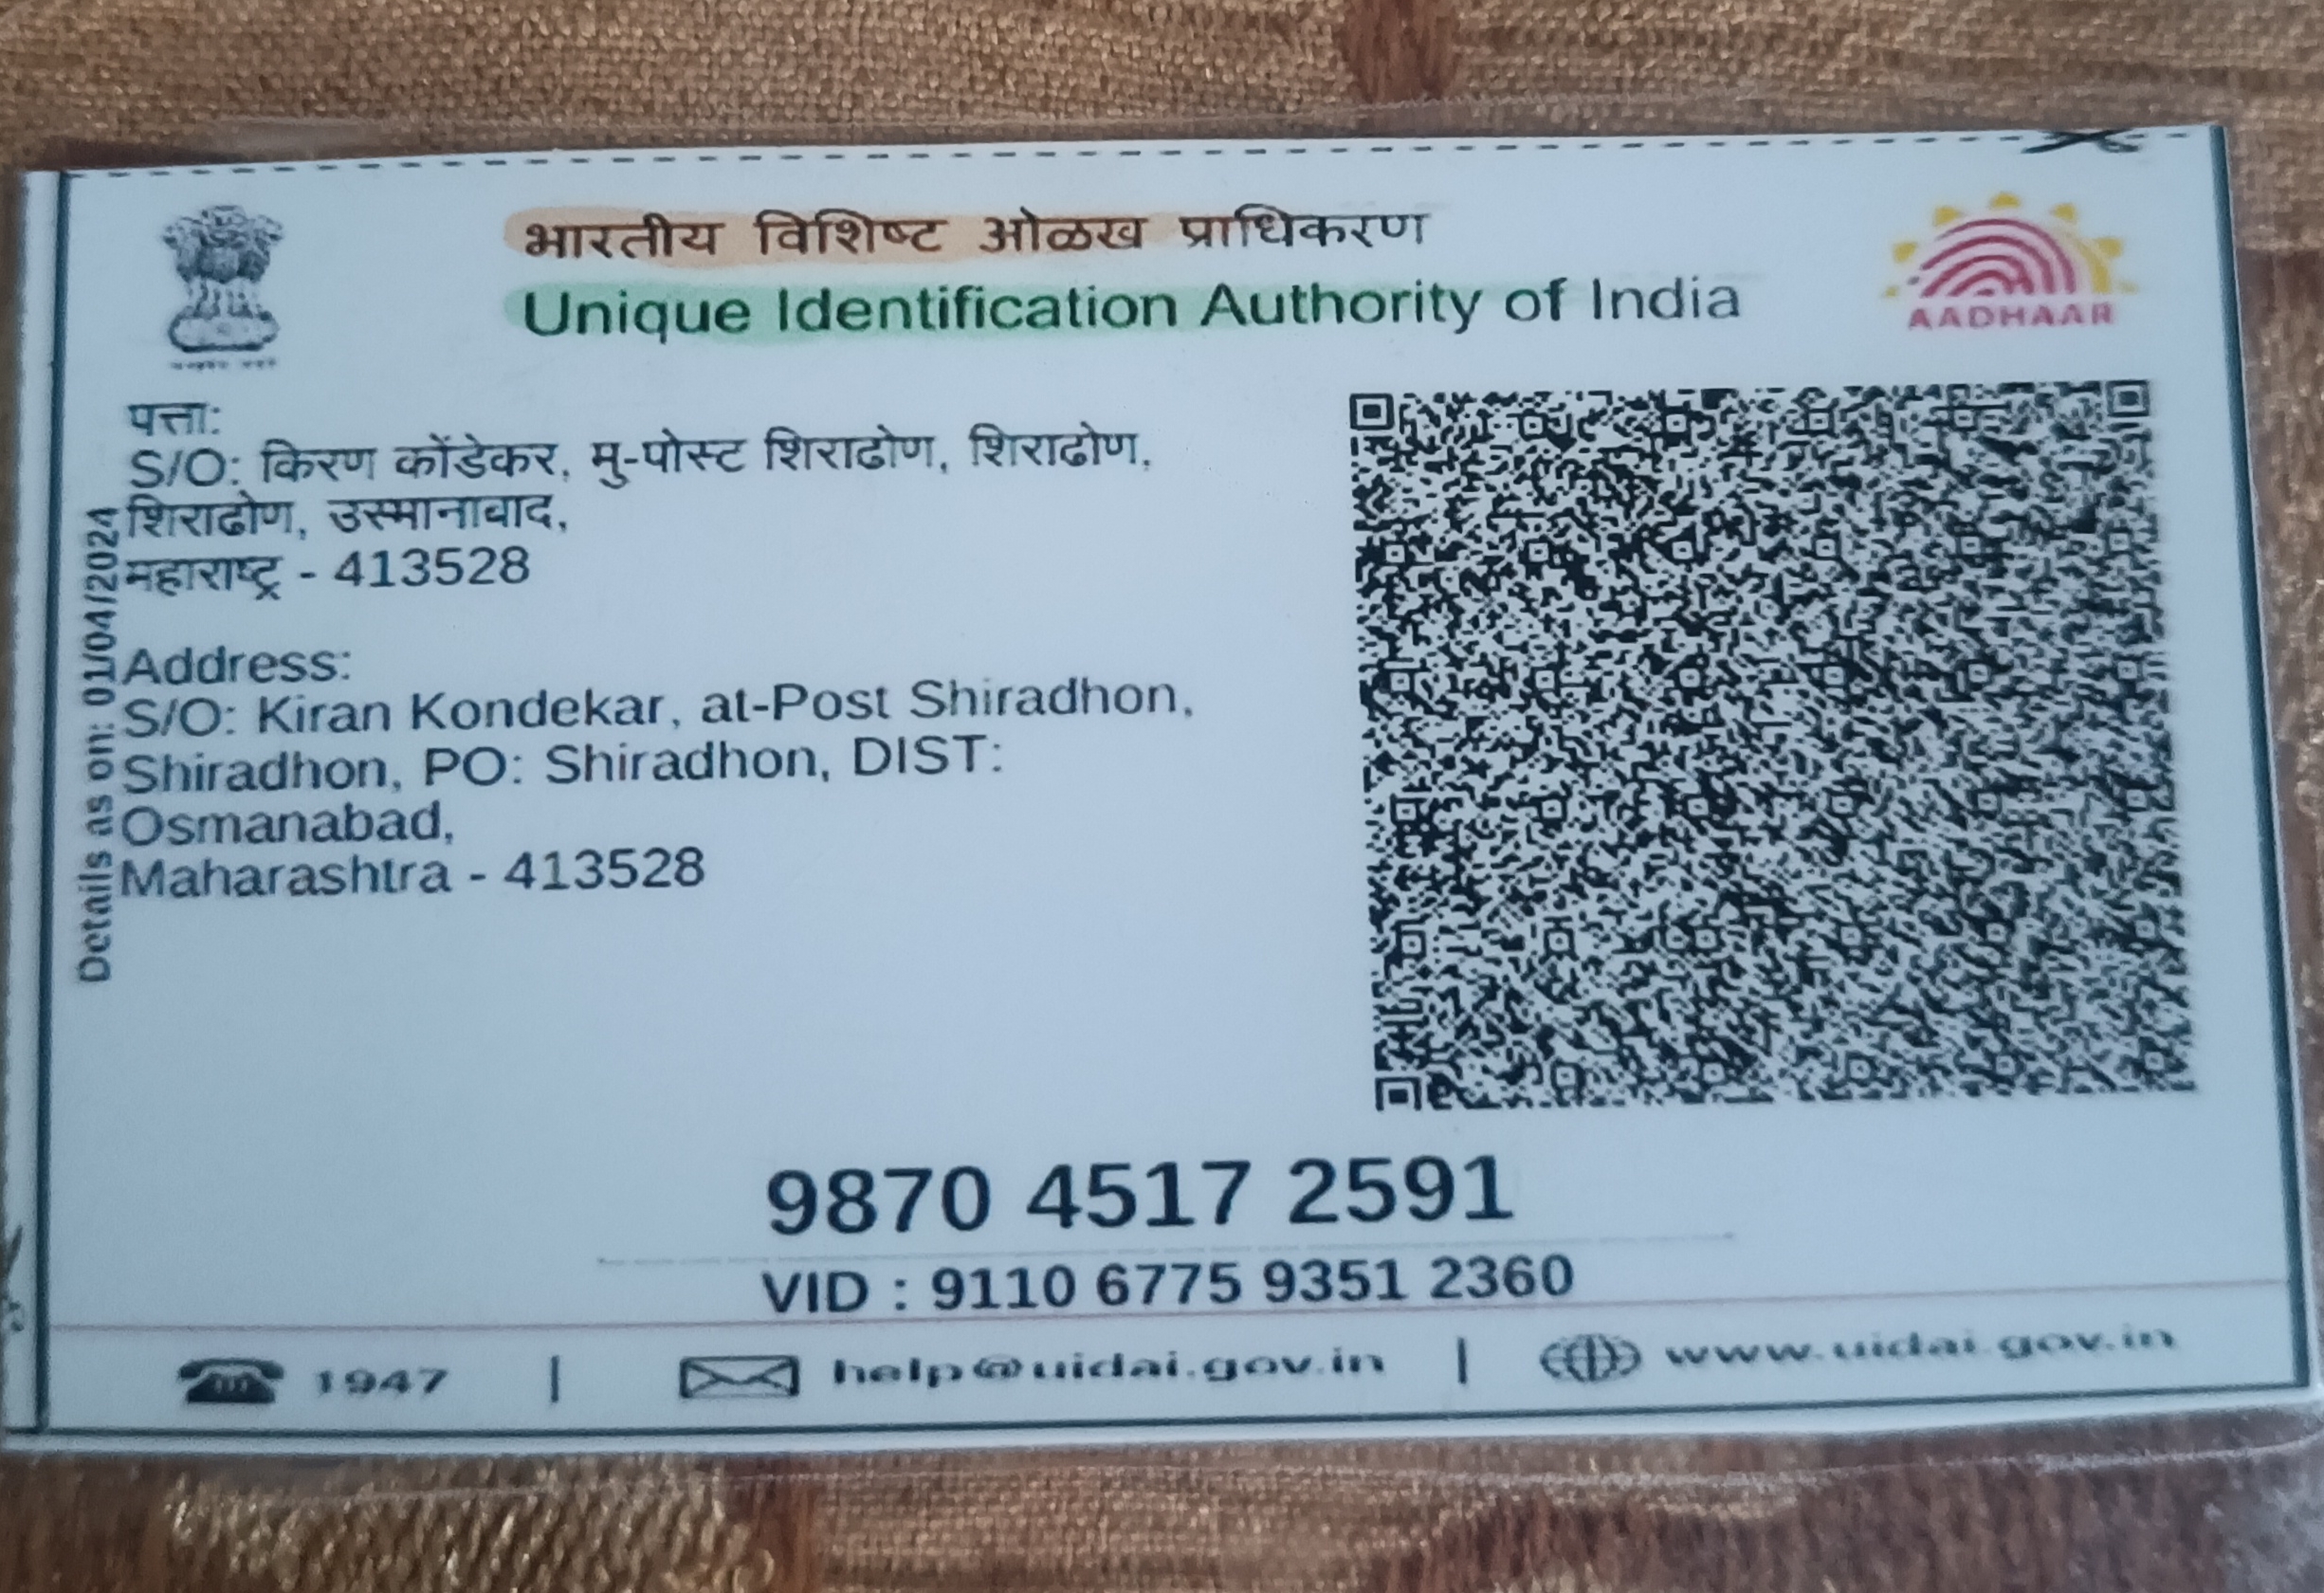 भारतीय विशिष्ट ओळख प्राधिकरण
Unique Identification Authority of India
AADHAAR
पत्ता:
S/O: किरण कोंडेकर, मु-पोस्ट शिराढोण, शिराढोण,
शिराढोण, उस्मानाबाद,
महाराष्ट्र - 413528
Address:
S/O: Kiran Kondekar, at-Post Shiradhon,
Shiradhon, PO: Shiradhon, DIST:
Osmanabad,
Maharashtra - 413528
Details as on: 01/04/2024
9870 4517 2591
VID : 9110 6775 9351 2360
1947 | help@uidai.gov.in | www.uidai.gov.in